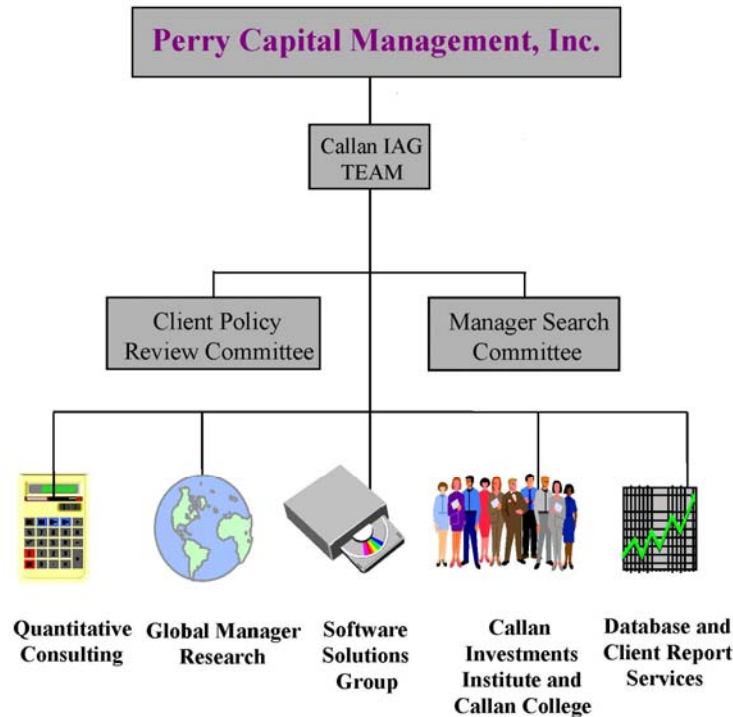 Perry Capital Management, Inc.
Callan IAG
TEAM
Client Policy
Review Committee
Manager Search
Committee
Quantitative
Consulting
Global Manager
Research
Software
Solutions
Group
Callan
Investments
Institute and
Callan College
Database and
Client Report
Services